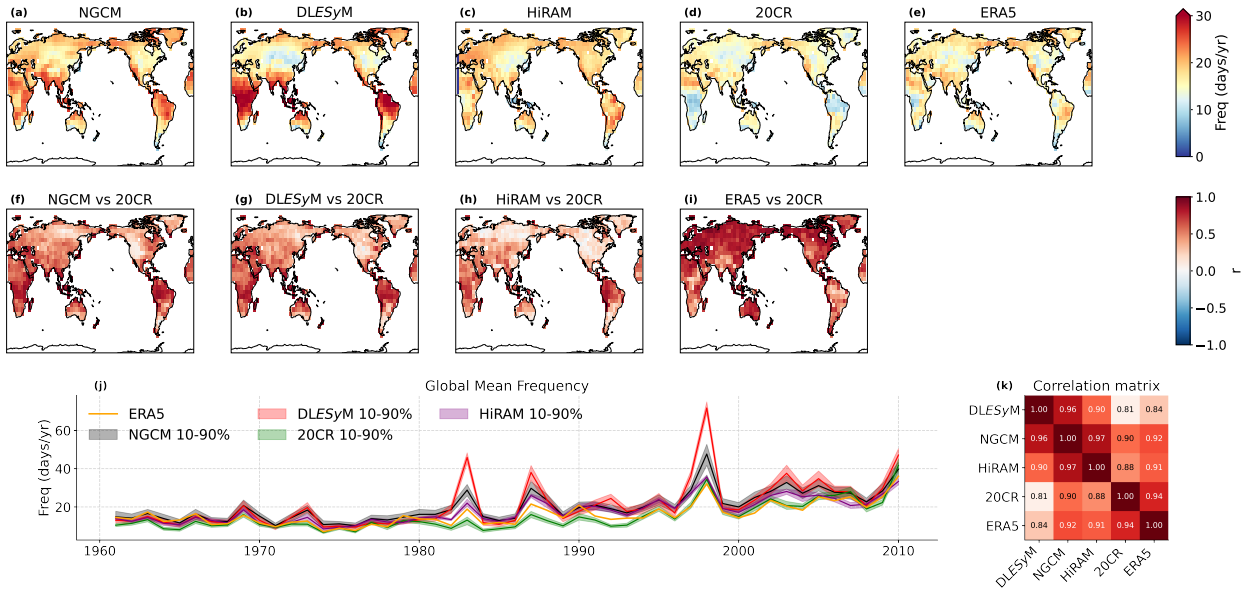 (a) NGCM
(b) DLESyM
(c) HiRAM
(d) 20CR
(e) ERA5
30
20
10
0
Freq (days/yr)
(f) NGCM vs 20CR
(g) DLESyM vs 20CR
(h) HiRAM vs 20CR
(i) ERA5 vs 20CR
1.0
0.5
0.0
−0.5
−1.0
r
(j) Global Mean Frequency
ERA5
NGCM 10-90%
DLESyM 10-90%
20CR 10-90%
HiRAM 10-90%
Freq (days/yr)
60
40
20
1960 1970 1980 1990 2000 2010
(k) Correlation matrix
DLESyM 1.00 0.96 0.90 0.81 0.84
NGCM 0.96 1.00 0.97 0.90 0.92
HiRAM 0.90 0.97 1.00 0.88 0.91
20CR 0.81 0.90 0.88 1.00 0.94
ERA5 0.84 0.92 0.91 0.94 1.00
DLESyM NGCM HiRAM 20CR ERA5